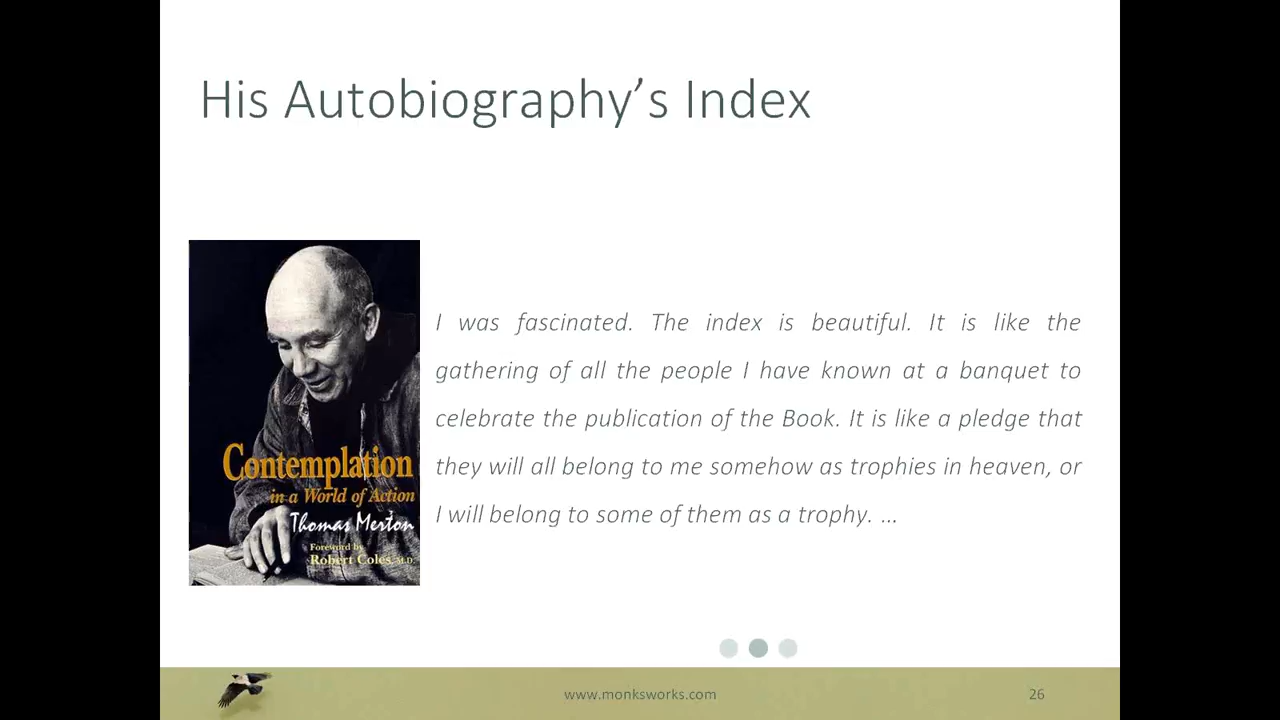 His Autobiography's Index
I was fascinated. The index is beautiful. It is like the
gathering of all the people I have known at a banquet to
celebrate the publication of the Book. It is like a pledge that
they will all belong to me somehow as trophies in heaven, or
I will belong to some of them as a trophy. ...
Contemplation
in a World of Action
Thomas Merton
Foreword by
Robert Coles, M.D.
www.monksworks.com
26